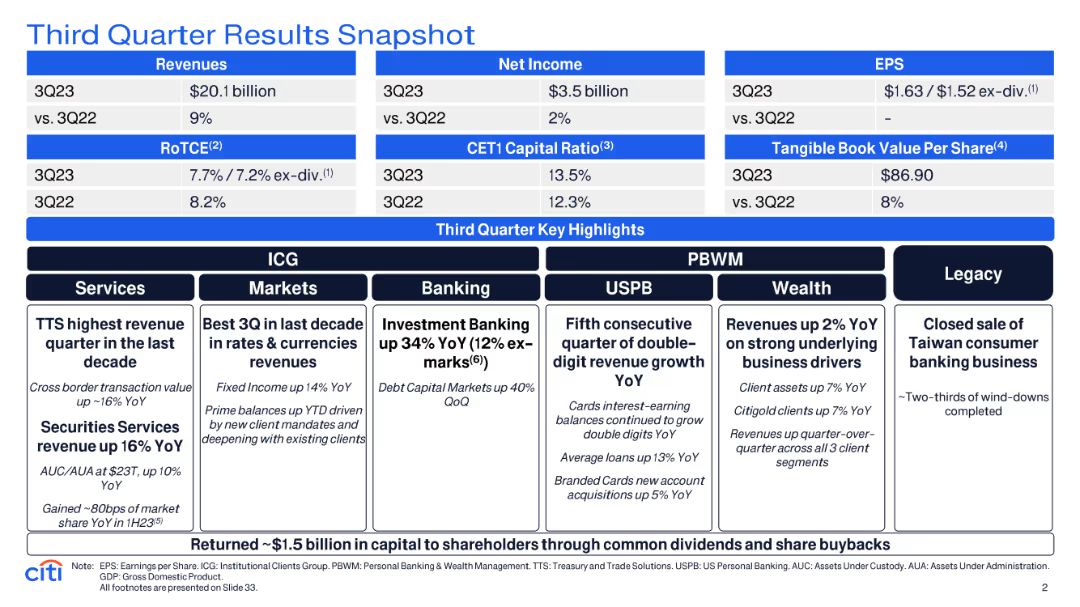 Third Quarter Results Snapshot
Revenues
3Q23 $20.1 billion
vs. 3Q22 9%
Net Income
3Q23 $3.5 billion
vs. 3Q22 2%
EPS
3Q23 $1.63 / $1.52 ex-div.(1)
vs. 3Q22 -
RoTCE(2)
3Q23 7.7% / 7.2% ex-div.(1)
3Q22 8.2%
CET1 Capital Ratio(3)
3Q23 13.5%
3Q22 12.3%
Tangible Book Value Per Share(4)
3Q23 $86.90
vs. 3Q22 8%
Third Quarter Key Highlights
ICG
Services
TTS highest revenue
quarter in the last
decade
Cross border transaction value
up ~16% YoY
Securities Services
revenue up 16% YoY
AUC/AUA at $23T, up 10%
YoY
Gained ~80bps of market
share YoY in 1H23(5)
Markets
Best 3Q in last decade
in rates & currencies
revenues
Fixed Income up 14% YoY
Prime balances up YTD driven
by new client mandates and
deepening with existing clients
Banking
Investment Banking
up 34% YoY (12% ex-
marks(6))
Debt Capital Markets up 40%
QoQ
PBWM
USPB
Fifth consecutive
quarter of double-
digit revenue growth
YoY
Cards interest-earning
balances continued to grow
double digits YoY
Average loans up 13% YoY
Branded Cards new account
acquisitions up 5% YoY
Wealth
Revenues up 2% YoY
on strong underlying
business drivers
Client assets up 7% YoY
Citigold clients up 7% YoY
Revenues up quarter-over-
quarter across all 3 client
segments
Legacy
Closed sale of
Taiwan consumer
banking business
~Two-thirds of wind-downs
completed
Returned ~$1.5 billion in capital to shareholders through common dividends and share buybacks
citi
Note: EPS: Earnings per Share. ICG: Institutional Clients Group. PBWM: Personal Banking & Wealth Management. TTS: Treasury and Trade Solutions. USPB: US Personal Banking. AUC: Assets Under Custody. AUA: Assets Under Administration.
GDP: Gross Domestic Product.
All footnotes are presented on Slide 33.
2